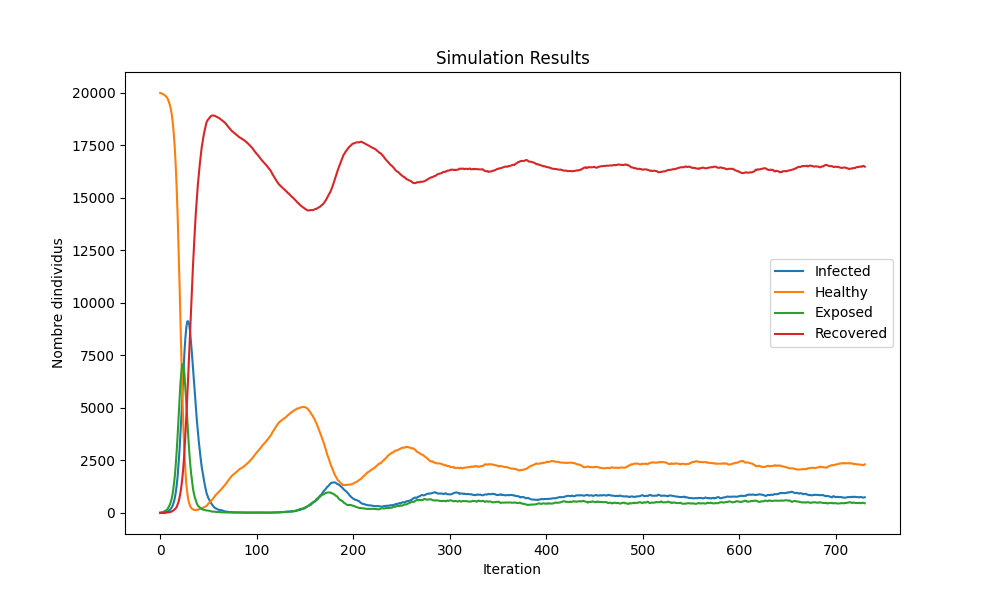 Simulation Results
20000
17500
15000
12500
10000
7500
5000
2500
0
Nombre dindividus
0 100 200 300 400 500 600 700
Iteration
Infected
Healthy
Exposed
Recovered